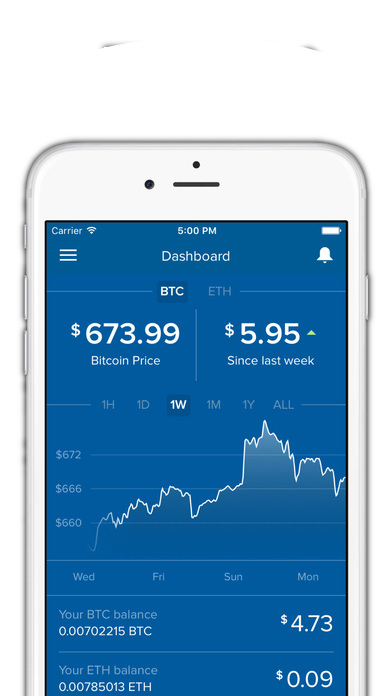 Carrier 5:00 PM
Dashboard
BTC ETH
$673.99 $5.95
Bitcoin Price Since last week
1H 1D 1W 1M 1Y ALL
$672
$666
$660
Wed Fri Sun Mon
Your BTC balance
0.00702215 BTC $4.73
Your ETH balance
0.00785013 ETH $0.09